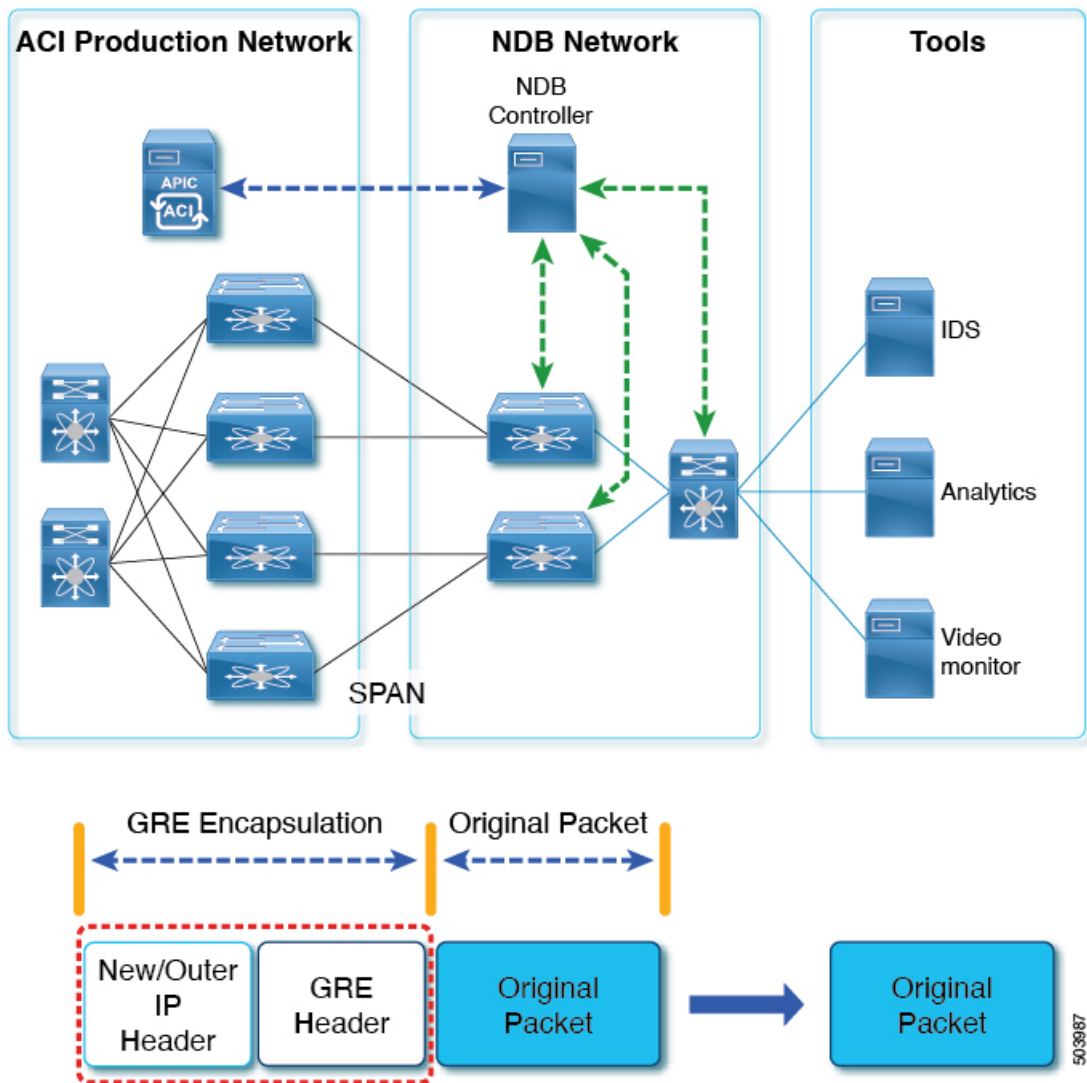 ACI Production Network
NDB Network
Tools
NDB
Controller
APIC
ACI
IDS
Analytics
Video
monitor
SPAN
GRE Encapsulation
Original Packet
New/Outer
IP
Header
GRE
Header
Original
Packet
Original
Packet
503987